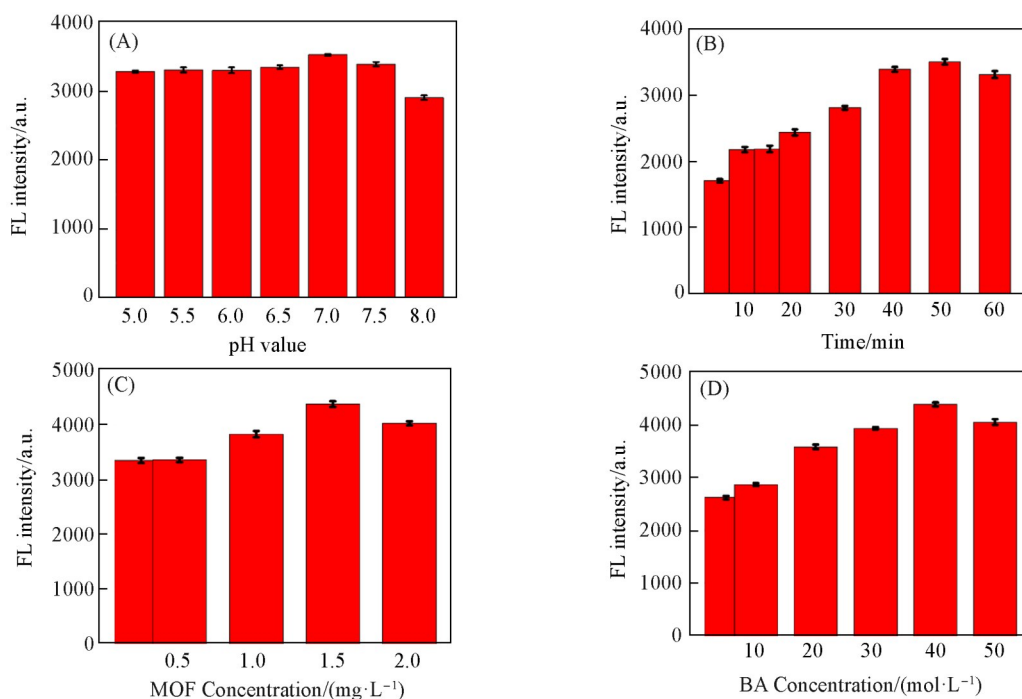 (A)
4000
3000
2000
1000
0
FL intensity/a.u.
5.0 5.5 6.0 6.5 7.0 7.5 8.0
pH value
(B)
4000
3000
2000
1000
0
FL intensity/a.u.
10 20 30 40 50 60
Time/min
(C)
5000
4000
3000
2000
1000
0
FL intensity/a.u.
0.5 1.0 1.5 2.0
MOF Concentration/(mg·L⁻¹)
(D)
5000
4000
3000
2000
1000
0
FL intensity/a.u.
10 20 30 40 50
BA Concentration/(mol·L⁻¹)